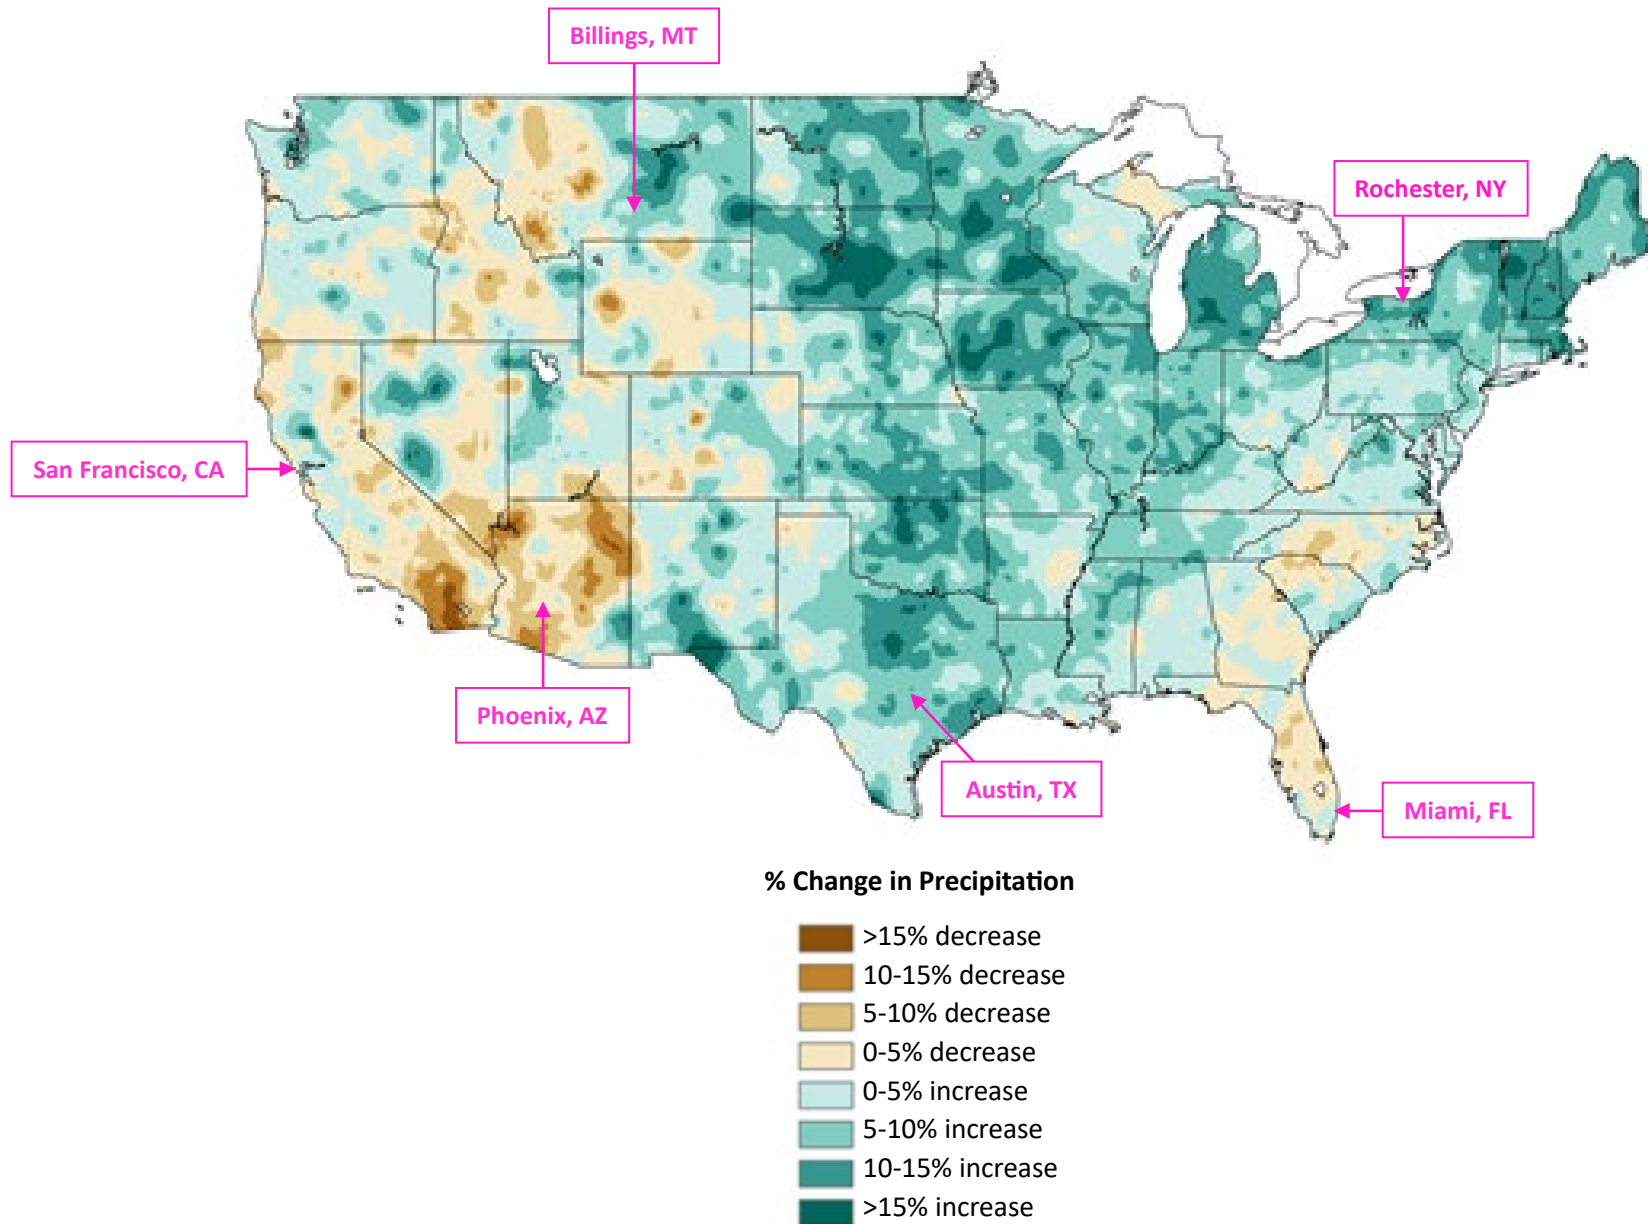 Billings, MT
Rochester, NY
San Francisco, CA
Phoenix, AZ
Austin, TX
Miami, FL
% Change in Precipitation
>15% decrease
10-15% decrease
5-10% decrease
0-5% decrease
0-5% increase
5-10% increase
10-15% increase
>15% increase